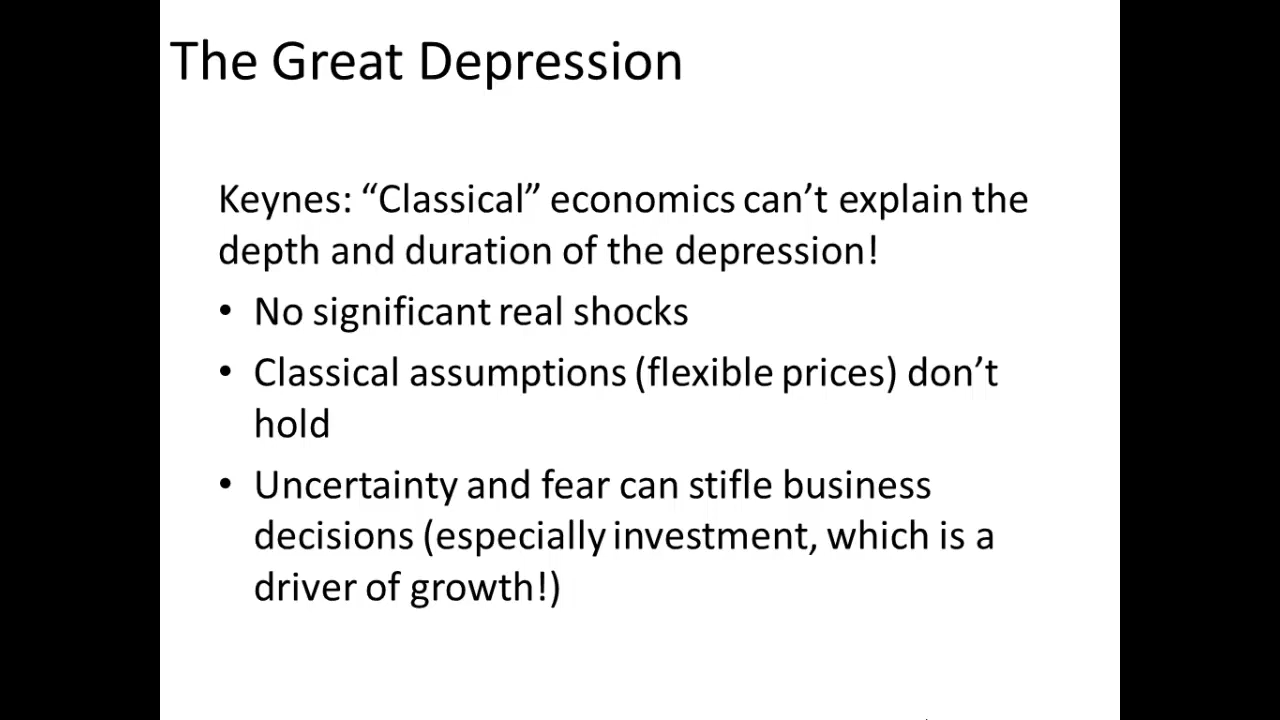 The Great Depression
Keynes: “Classical” economics can’t explain the
depth and duration of the depression!
• No significant real shocks
• Classical assumptions (flexible prices) don’t
hold
• Uncertainty and fear can stifle business
decisions (especially investment, which is a
driver of growth!)